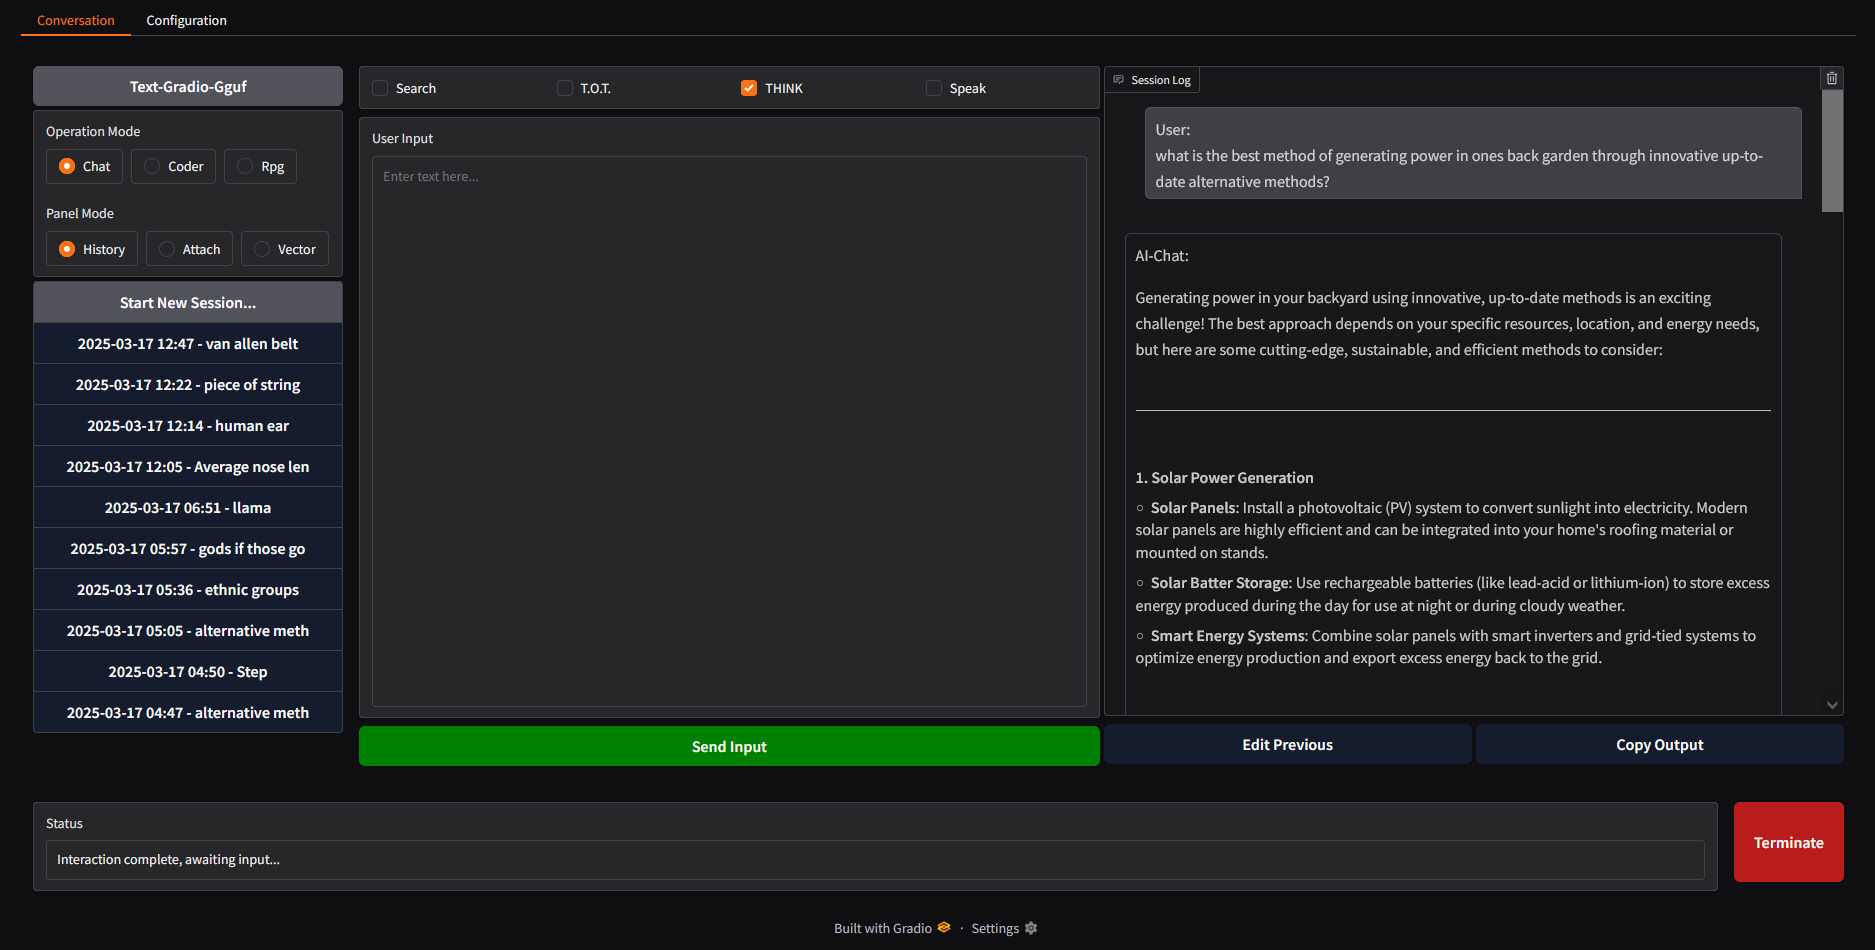 Conversation
Configuration
Text-Gradio-Gguf
Operation Mode
Chat
Coder
Rpg
Panel Mode
History
Attach
Vector
Start New Session...
2025-03-17 12:47 - van allen belt
2025-03-17 12:22 - piece of string
2025-03-17 12:14 - human ear
2025-03-17 12:05 - Average nose len
2025-03-17 06:51 - llama
2025-03-17 05:57 - gods if those go
2025-03-17 05:36 - ethnic groups
2025-03-17 05:05 - alternative meth
2025-03-17 04:50 - Step
2025-03-17 04:47 - alternative meth
Search
T.O.T.
THINK
Speak
User Input
Enter text here...
Send Input
Session Log
User:
what is the best method of generating power in ones back garden through innovative up-to-
date alternative methods?
AI-Chat:
Generating power in your backyard using innovative, up-to-date methods is an exciting
challenge! The best approach depends on your specific resources, location, and energy needs,
but here are some cutting-edge, sustainable, and efficient methods to consider:
1. Solar Power Generation
○ Solar Panels: Install a photovoltaic (PV) system to convert sunlight into electricity. Modern
solar panels are highly efficient and can be integrated into your home's roofing material or
mounted on stands.
○ Solar Batter Storage: Use rechargeable batteries (like lead-acid or lithium-ion) to store excess
energy produced during the day for use at night or during cloudy weather.
○ Smart Energy Systems: Combine solar panels with smart inverters and grid-tied systems to
optimize energy production and export excess energy back to the grid.
Edit Previous
Copy Output
Status
Interaction complete, awaiting input...
Terminate
Built with Gradio · Settings